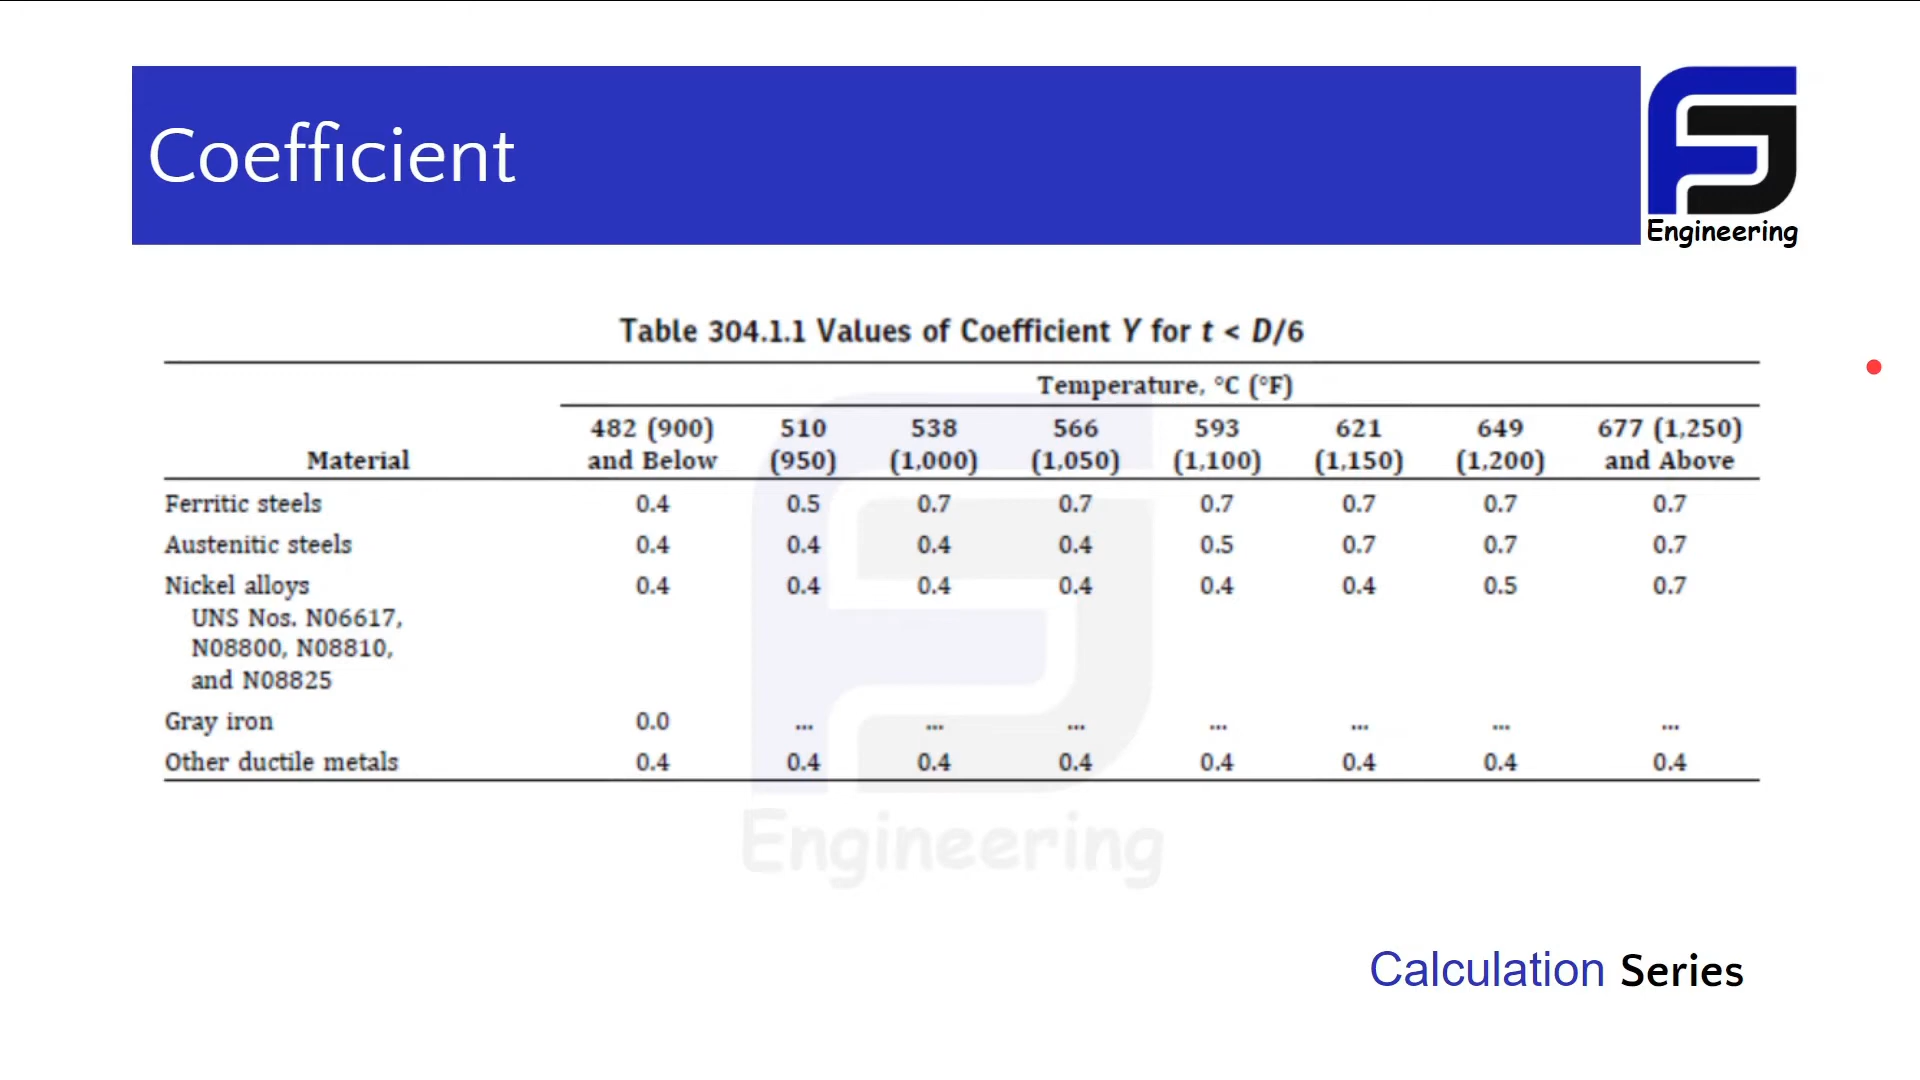 Coefficient
Engineering
Table 304.1.1 Values of Coefficient Y for t < D/6
Temperature, °C (°F)
482 (900) 510 538 566 593 621 649 677 (1,250)
Material and Below (950) (1,000) (1,050) (1,100) (1,150) (1,200) and Above
Ferritic steels 0.4 0.5 0.7 0.7 0.7 0.7 0.7 0.7
Austenitic steels 0.4 0.4 0.4 0.4 0.5 0.7 0.7 0.7
Nickel alloys 0.4 0.4 0.4 0.4 0.4 0.4 0.5 0.7
UNS Nos. N06617,
N08800, N08810,
and N08825
Gray iron 0.0 ... ... ... ... ... ... ...
Other ductile metals 0.4 0.4 0.4 0.4 0.4 0.4 0.4 0.4
Engineering
Calculation Series